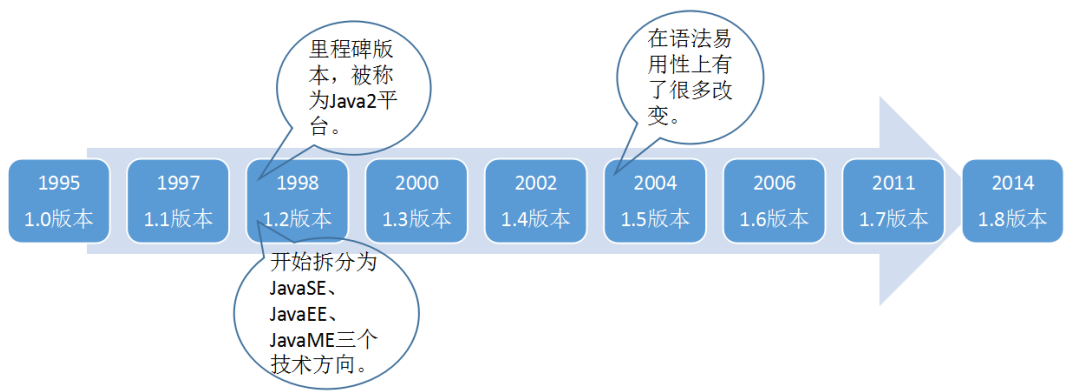 里程碑版
本，被称
为Java2平
台。
在语法易
用性上有
了很多改
变。
1995
1.0版本
1997
1.1版本
1998
1.2版本
2000
1.3版本
2002
1.4版本
2004
1.5版本
2006
1.6版本
2011
1.7版本
2014
1.8版本
开始拆分为
JavaSE、
JavaEE、
JavaME三个
技术方向。